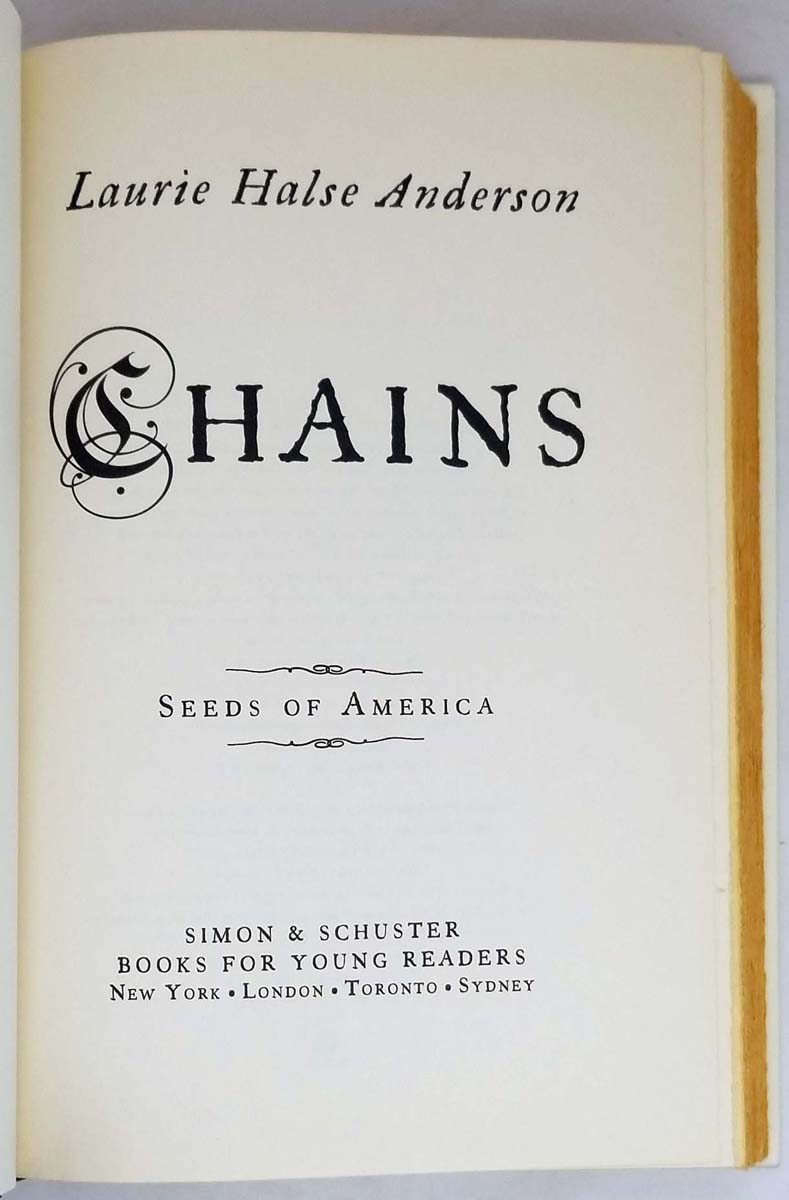 Laurie Halse Anderson
CHAINS
SEEDS OF AMERICA
SIMON & SCHUSTER
BOOKS FOR YOUNG READERS
NEW YORK • LONDON • TORONTO • SYDNEY